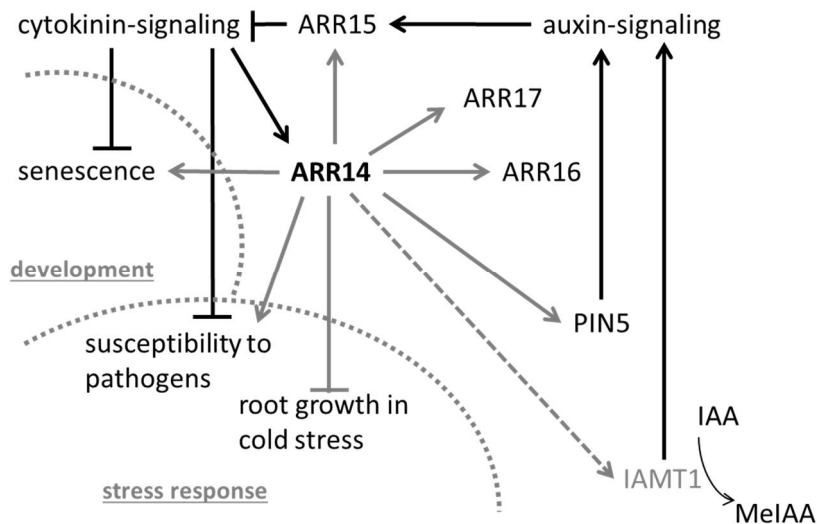 cytokinin-signaling ARR15 auxin-signaling
ARR17
senescence ARR14 ARR16
development
PIN5
susceptibility to
pathogens
root growth in
cold stress
IAA
IAMT1
stress response
MeIAA